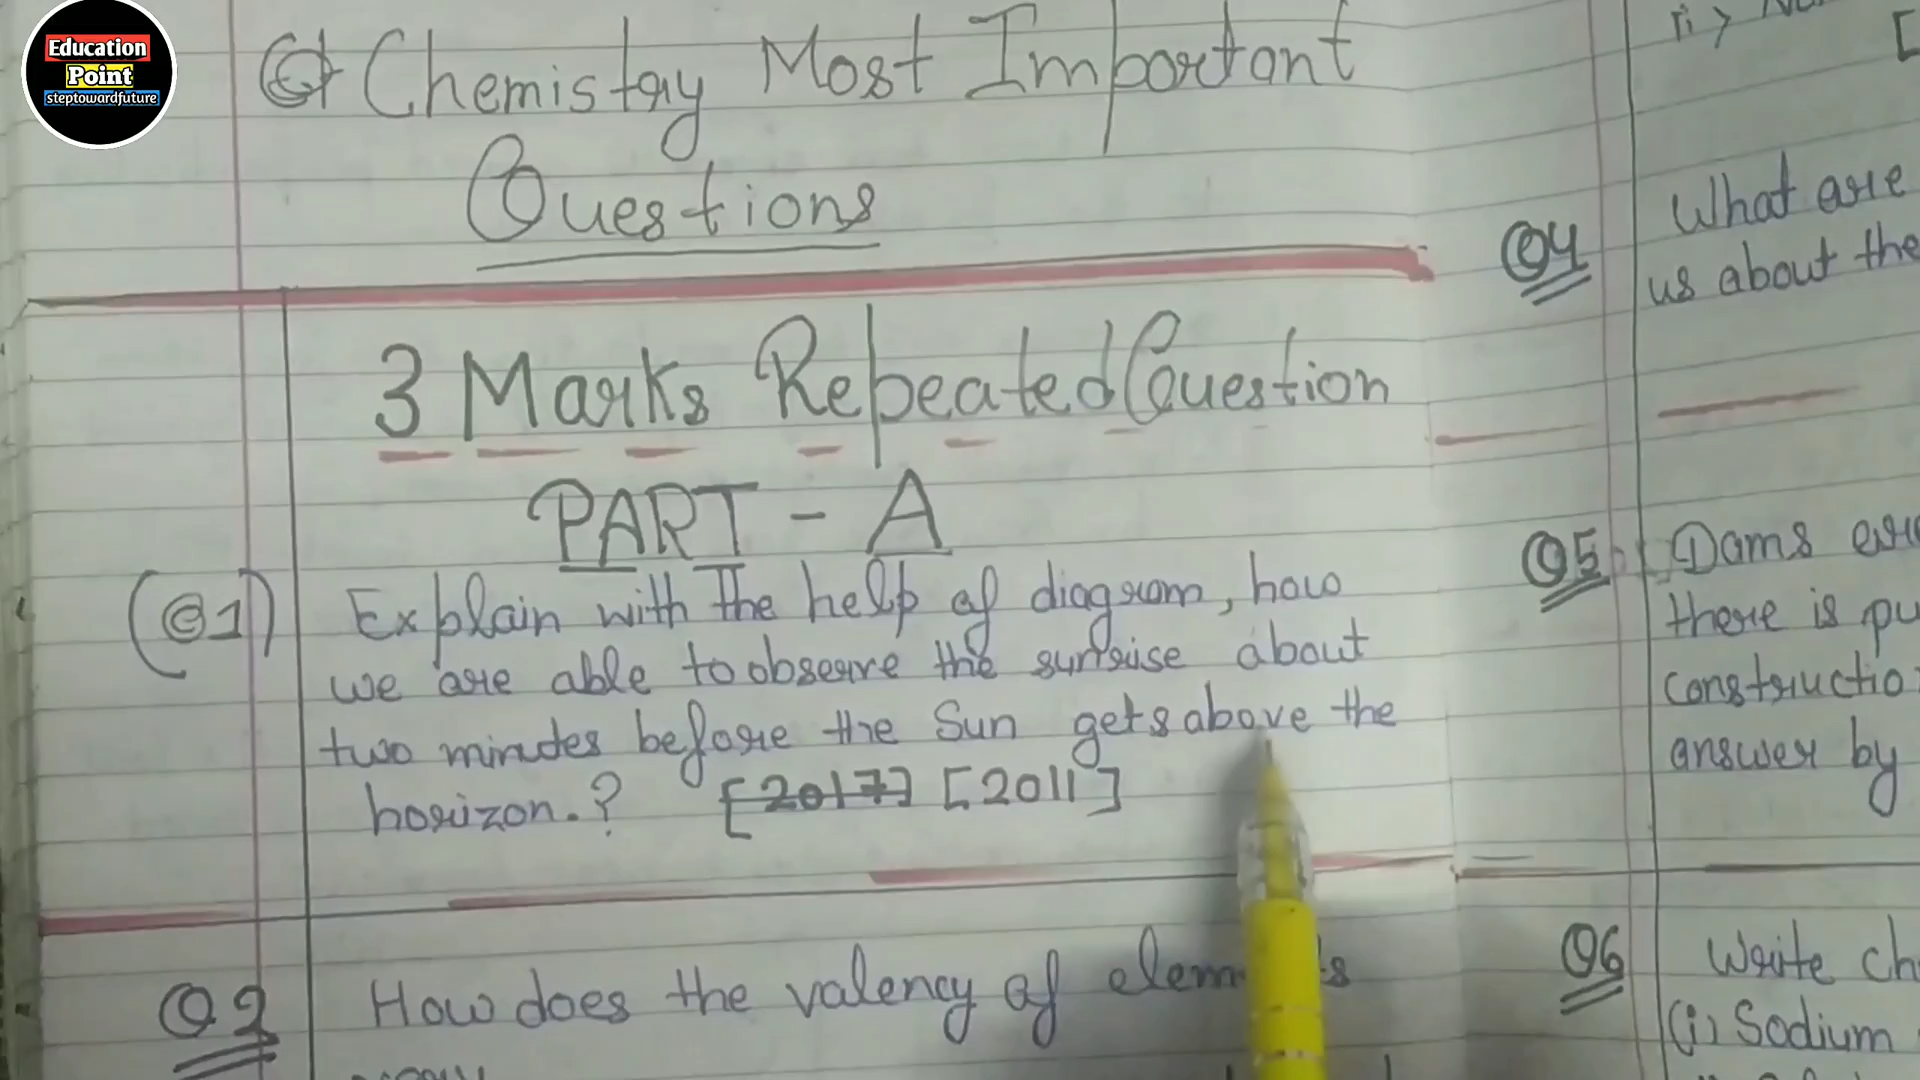 Education
Point
steptowardfuture
Chemistry Most Important
Questions
3 Marks Repeated Question
PART - A
Q1 Explain with the help of diagram, how
we are able to observe the sunrise about
two minutes before the Sun gets above the
horizon.? [2017] [2011]
Q2 How does the valency of
Q4 What are
us about the
Q5 Dams
there is
construction
answer by
Q6 Write
(i) Sodium